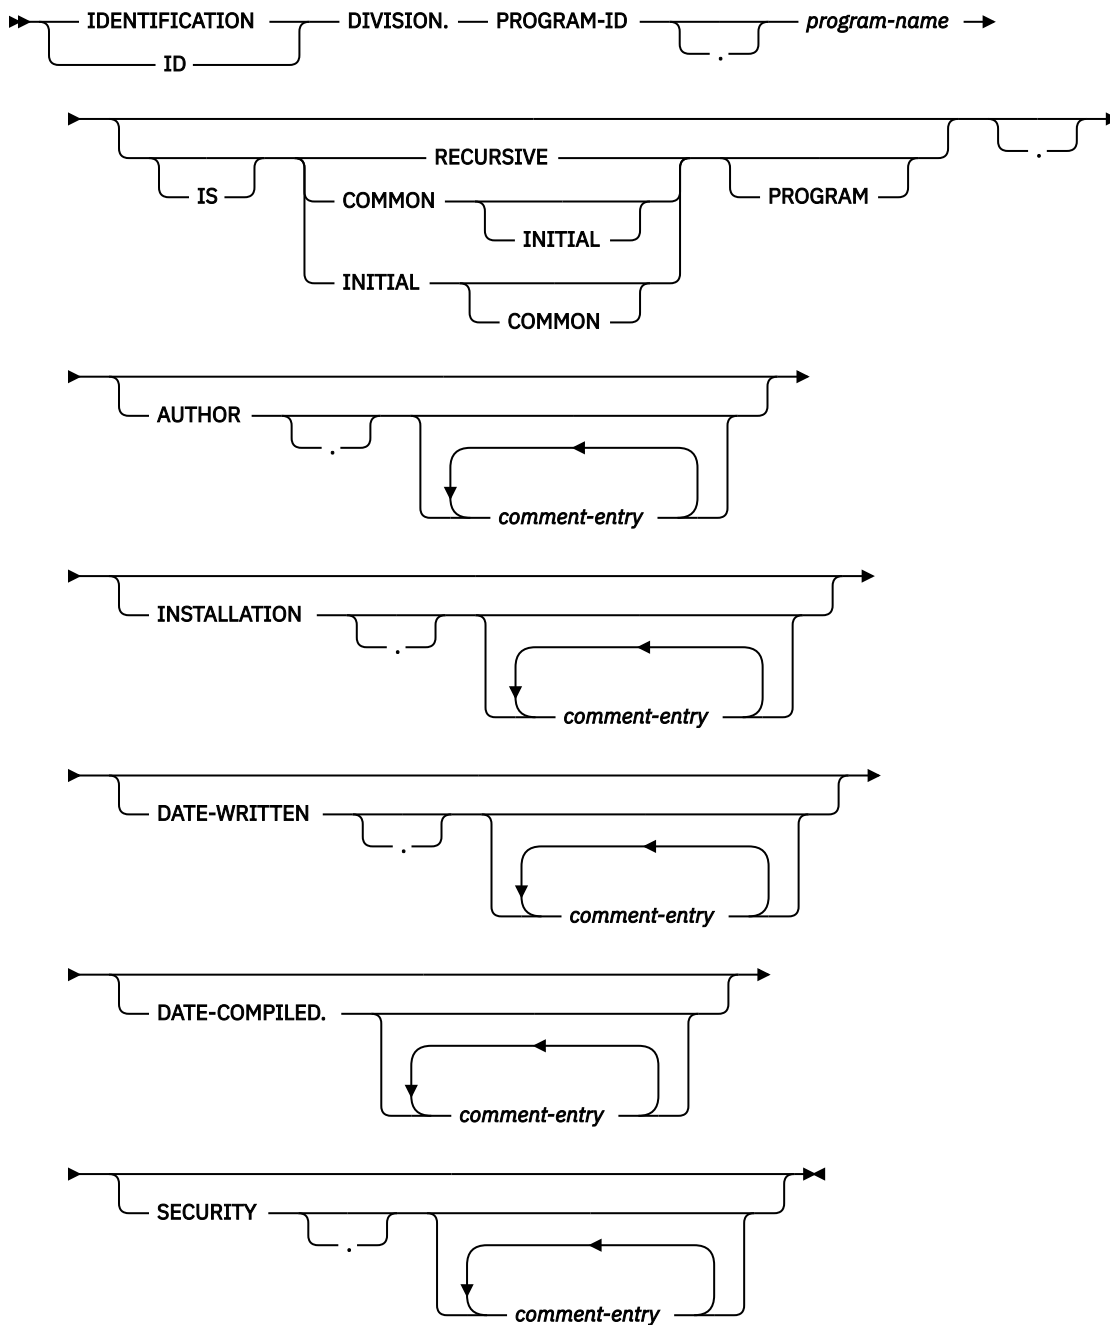 IDENTIFICATION DIVISION. PROGRAM-ID . program-name
ID
RECURSIVE .
IS COMMON PROGRAM
INITIAL
INITIAL
COMMON
AUTHOR .
comment-entry
INSTALLATION .
comment-entry
DATE-WRITTEN .
comment-entry
DATE-COMPILED.
comment-entry
SECURITY .
comment-entry